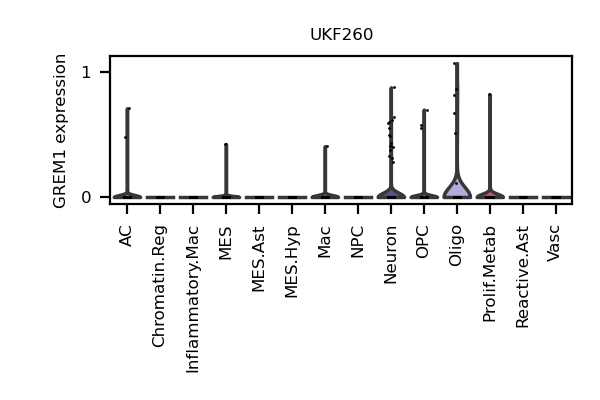 UKF260
GREM1 expression
1
0
AC
Chromatin.Reg
Inflammatory.Mac
MES
MES.Ast
MES.Hyp
Mac
NPC
Neuron
OPC
Oligo
Prolif.Metab
Reactive.Ast
Vasc